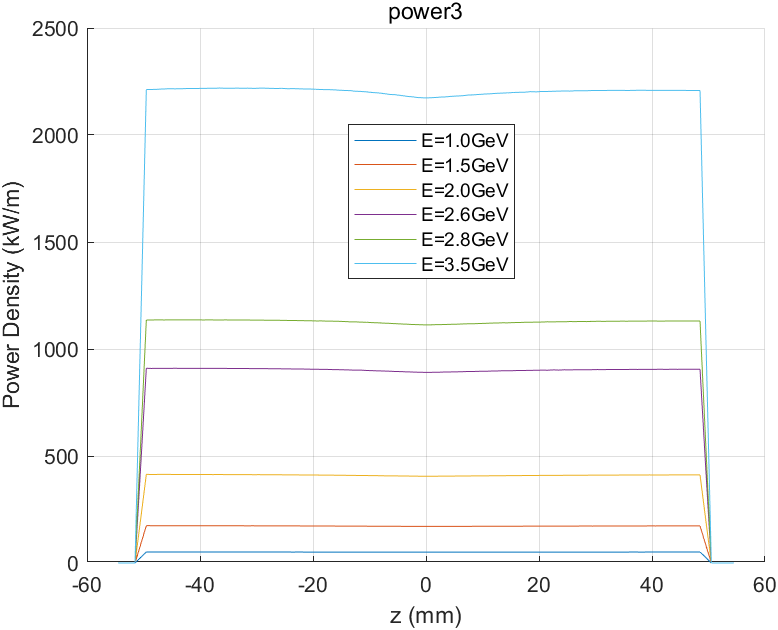 power3
2500
2000
1500
1000
500
0
Power Density (kW/m)
E=1.0GeV
E=1.5GeV
E=2.0GeV
E=2.6GeV
E=2.8GeV
E=3.5GeV
-60 -40 -20 0 20 40 60
z (mm)